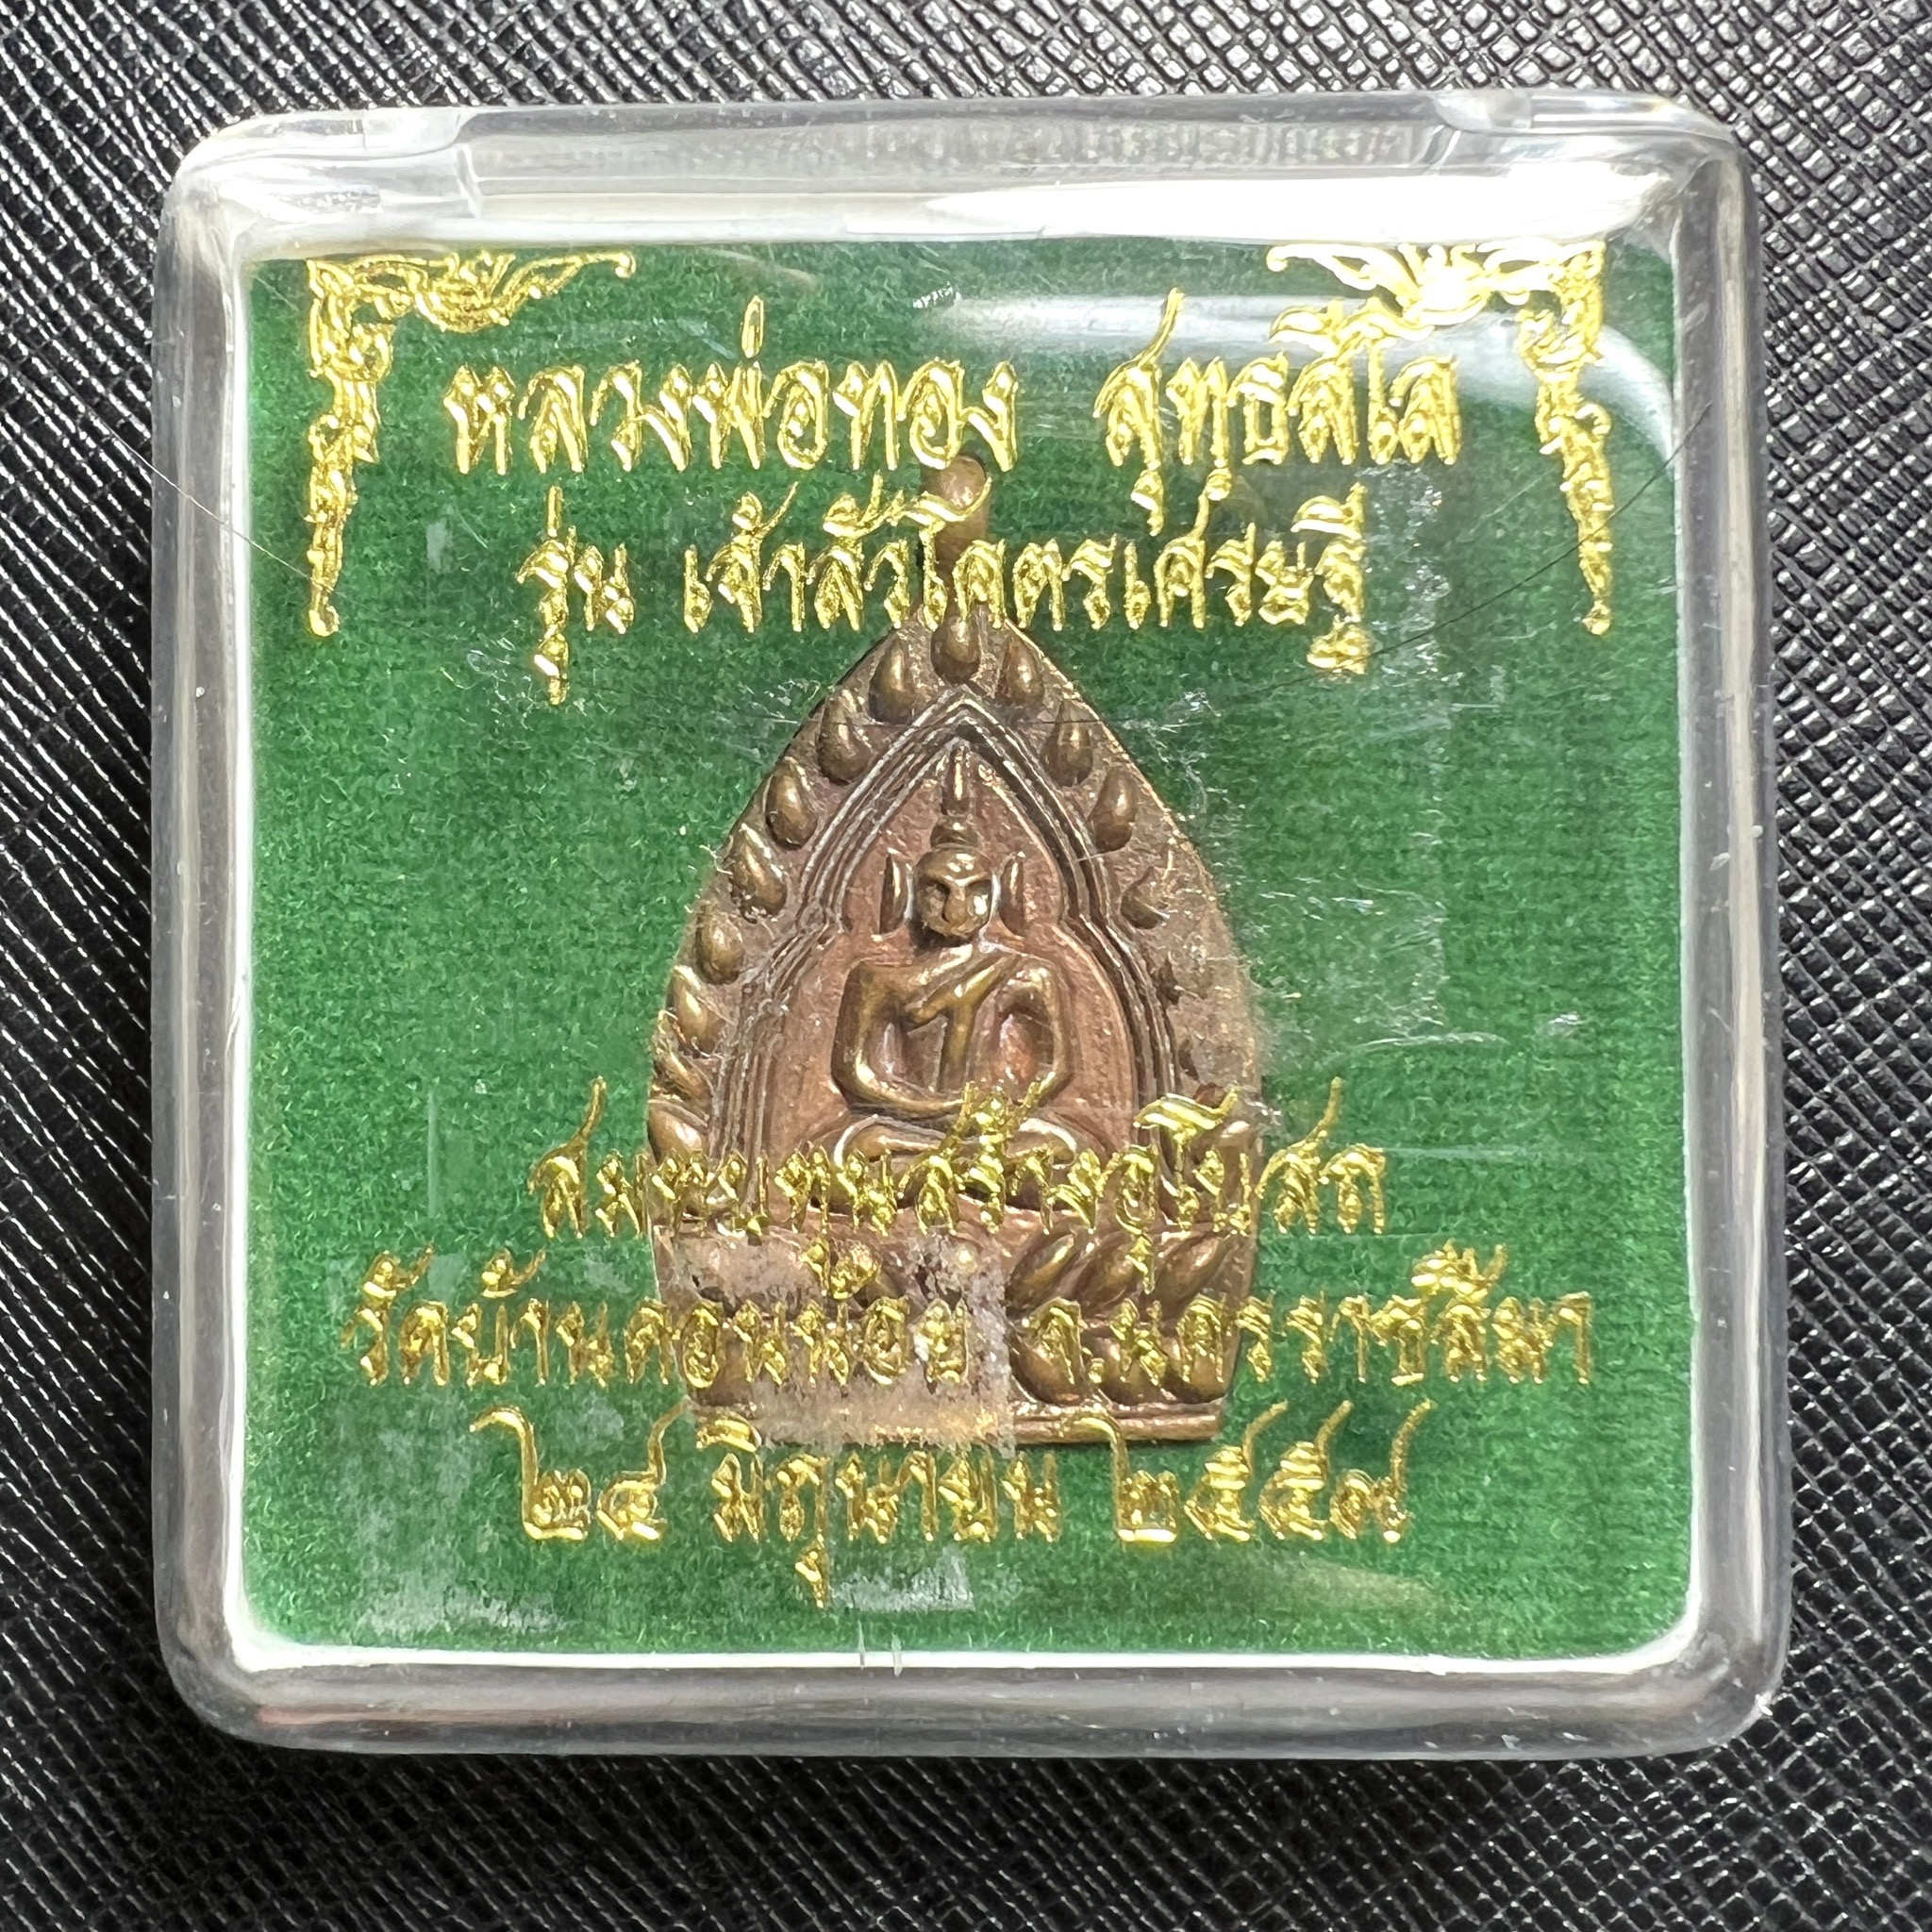 หลวงพ่อทอง สุทธสีโล
รุ่น เจ้าสัวโคตรเศรษฐี
สมทบทุนสร้างอุโบสถ
วัดบ้านดอนน้อย จ.นครราชสีมา
๒๘ มิถุนายน ๒๕๕๗